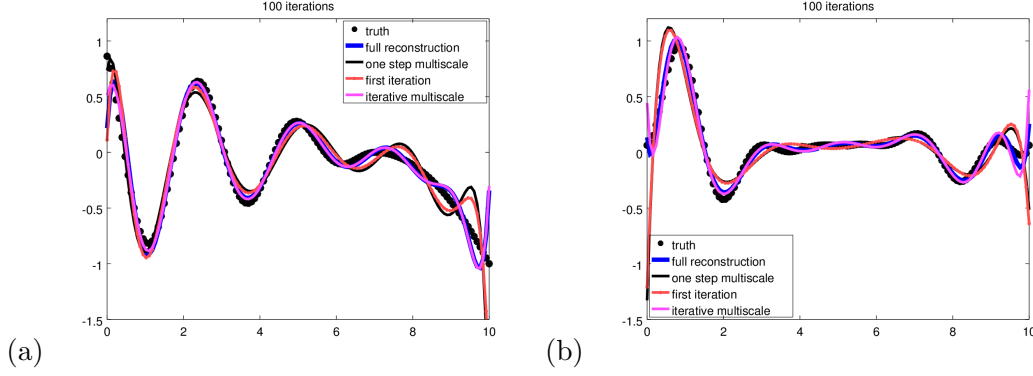 100 iterations
1
0.5
0
-0.5
-1
-1.5
0 2 4 6 8 10
truth
full reconstruction
one step multiscale
first iteration
iterative multiscale
(a)
100 iterations
1
0.5
0
-0.5
-1
-1.5
0 2 4 6 8 10
truth
full reconstruction
one step multiscale
first iteration
iterative multiscale
(b)